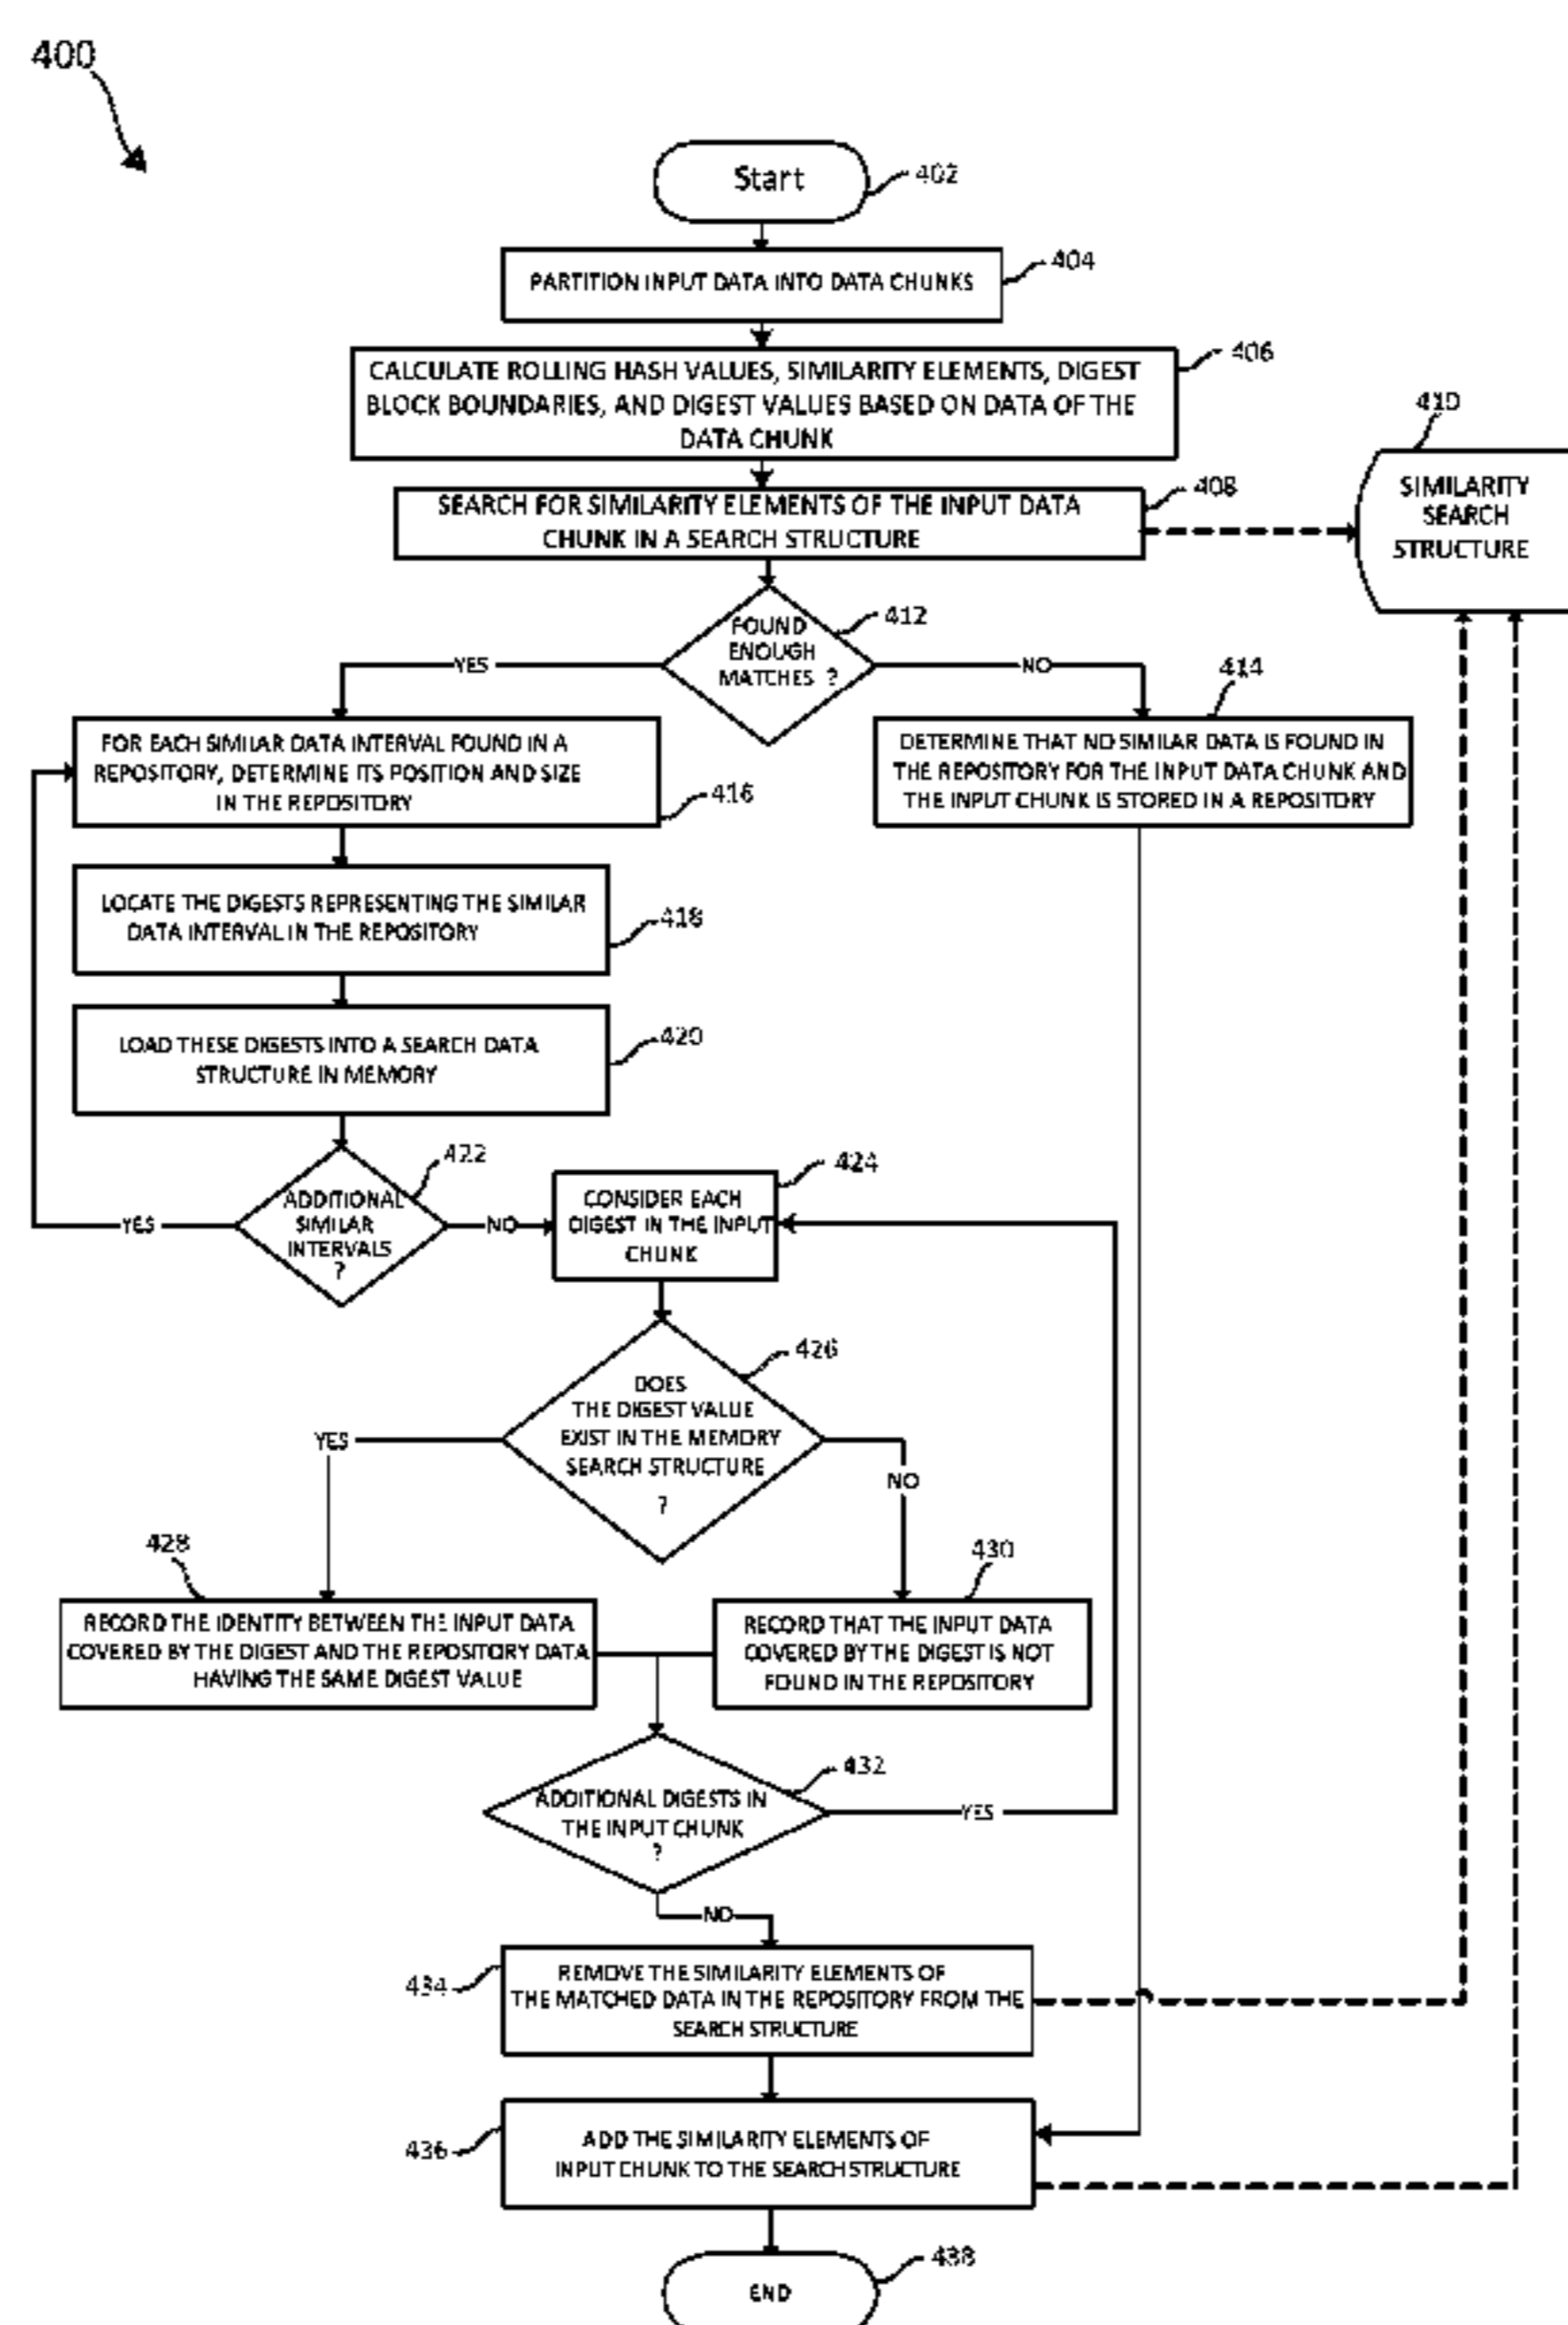 400
Start
402
PARTITION INPUT DATA INTO DATA CHUNKS
404
CALCULATE ROLLING HASH VALUES, SIMILARITY ELEMENTS, DIGEST
BLOCK BOUNDARIES, AND DIGEST VALUES BASED ON DATA OF THE
DATA CHUNK
406
SEARCH FOR SIMILARITY ELEMENTS OF THE INPUT DATA
CHUNK IN A SEARCH STRUCTURE
408
410
SIMILARITY
SEARCH
STRUCTURE
FOUND
ENOUGH
MATCHES ?
412
YES
NO
414
DETERMINE THAT NO SIMILAR DATA IS FOUND IN
THE REPOSITORY FOR THE INPUT DATA CHUNK AND
THE INPUT CHUNK IS STORED IN A REPOSITORY
FOR EACH SIMILAR DATA INTERVAL FOUND IN A
REPOSITORY, DETERMINE ITS POSITION AND SIZE
IN THE REPOSITORY
416
LOCATE THE DIGESTS REPRESENTING THE SIMILAR
DATA INTERVAL IN THE REPOSITORY
418
LOAD THESE DIGESTS INTO A SEARCH DATA
STRUCTURE IN MEMORY
420
ADDITIONAL
SIMILAR
INTERVALS
?
422
YES
NO
CONSIDER EACH
DIGEST IN THE INPUT
CHUNK
424
DOES
THE DIGEST VALUE
EXIST IN THE MEMORY
SEARCH STRUCTURE
?
426
YES
NO
428
RECORD THE IDENTITY BETWEEN THE INPUT DATA
COVERED BY THE DIGEST AND THE REPOSITORY DATA
HAVING THE SAME DIGEST VALUE
430
RECORD THAT THE INPUT DATA
COVERED BY THE DIGEST IS NOT
FOUND IN THE REPOSITORY
ADDITIONAL DIGESTS IN
THE INPUT CHUNK
?
432
YES
NO
434
REMOVE THE SIMILARITY ELEMENTS OF
THE MATCHED DATA IN THE REPOSITORY FROM THE
SEARCH STRUCTURE
436
ADD THE SIMILARITY ELEMENTS OF
INPUT CHUNK TO THE SEARCH STRUCTURE
END
438